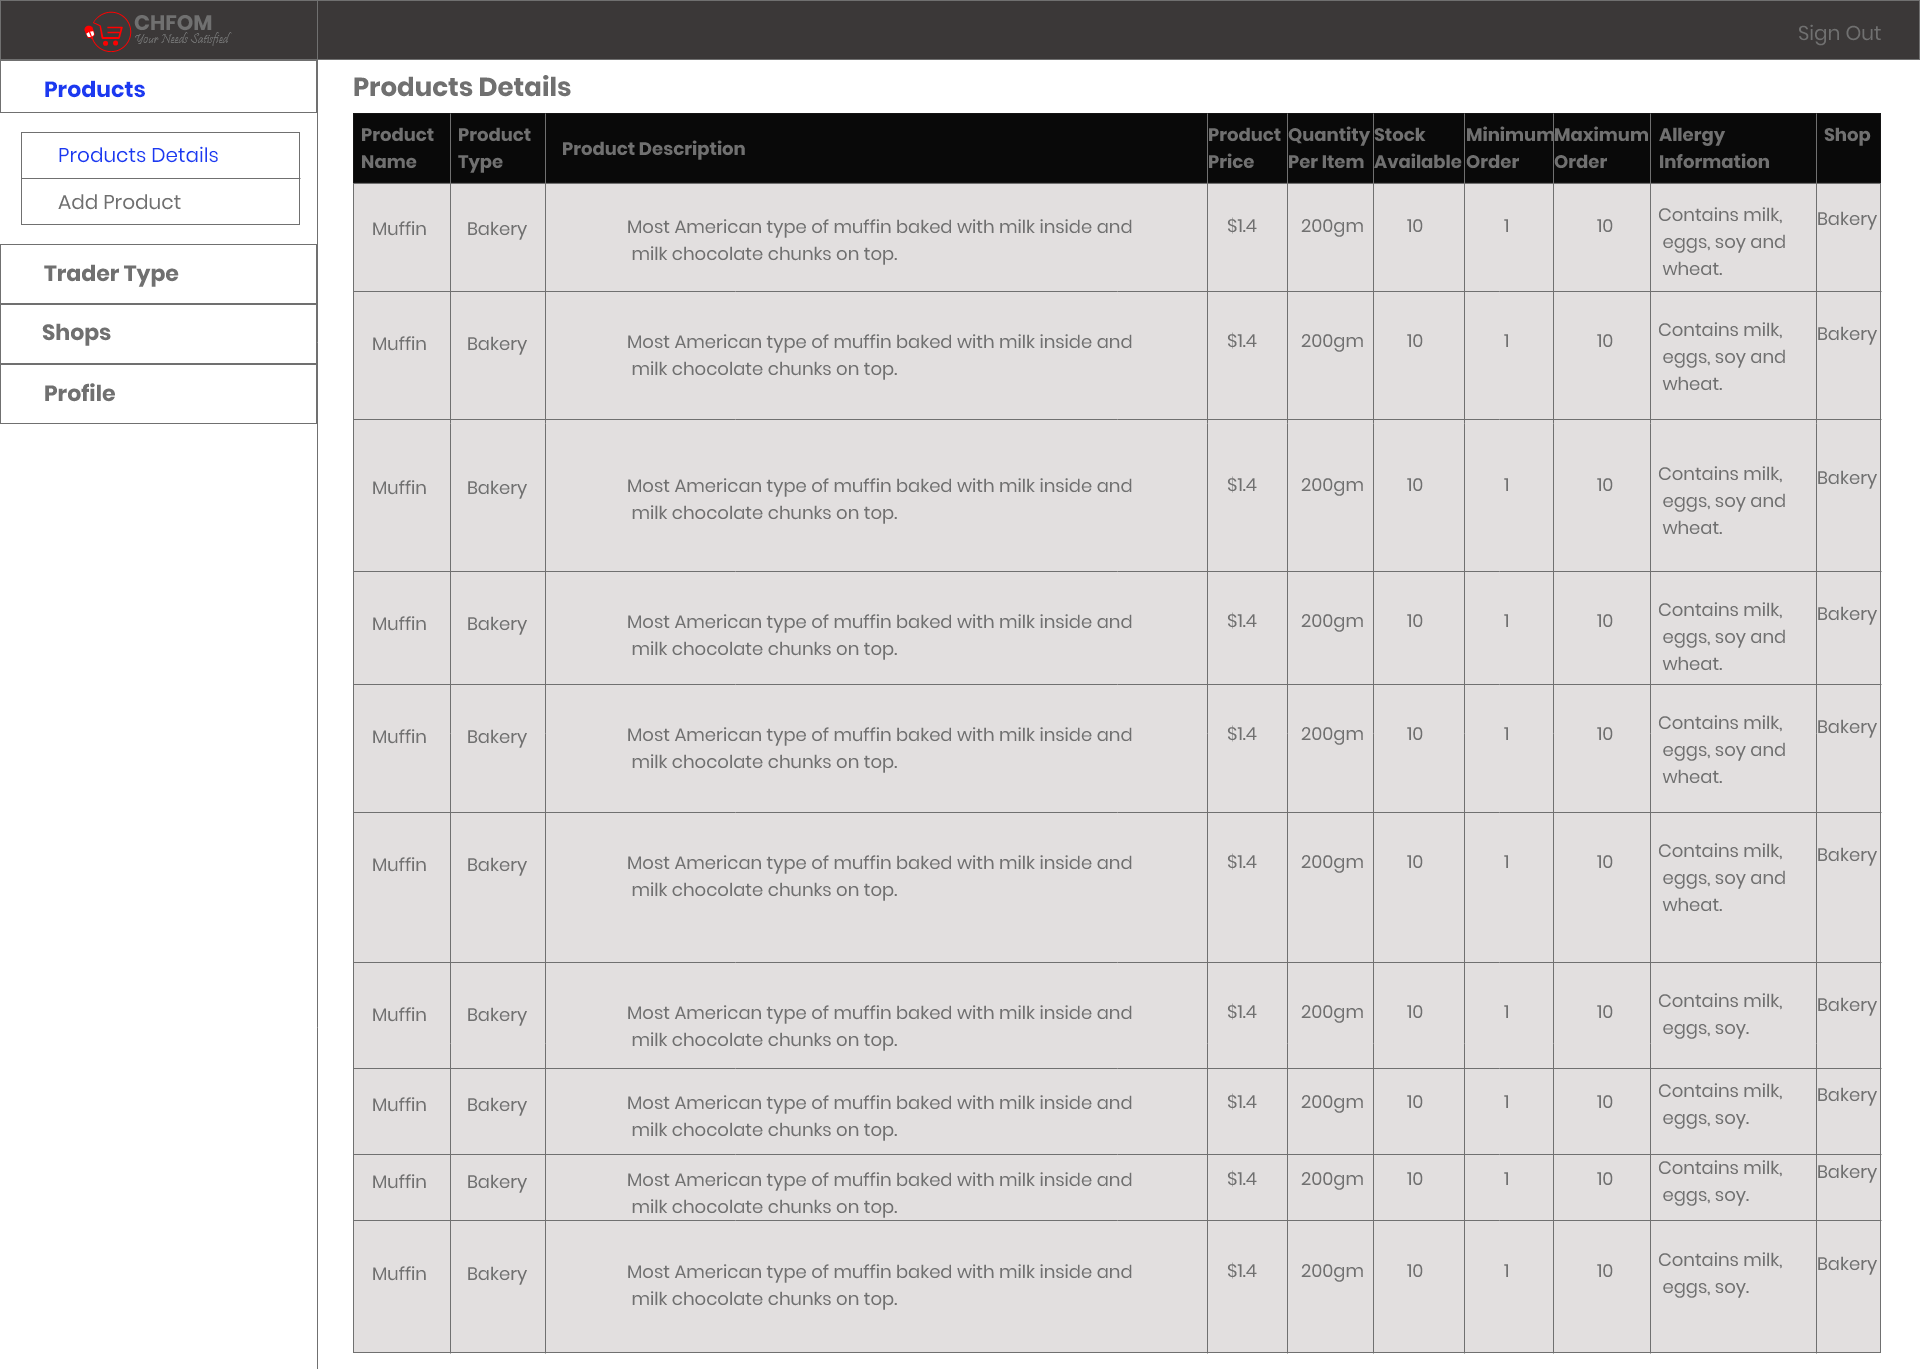 CHFOM
Your Needs Satisfied
Sign Out
Products
Products Details
Add Product
Trader Type
Shops
Profile
Products Details
Product Name
Product Type
Product Description
Product Price
Quantity Per Item
Stock Available
Minimum Order
Maximum Order
Allergy Information
Shop
Muffin
Bakery
Most American type of muffin baked with milk inside and
milk chocolate chunks on top.
$1.4
200gm
10
1
10
Contains milk,
eggs, soy and
wheat.
Bakery
Muffin
Bakery
Most American type of muffin baked with milk inside and
milk chocolate chunks on top.
$1.4
200gm
10
1
10
Contains milk,
eggs, soy and
wheat.
Bakery
Muffin
Bakery
Most American type of muffin baked with milk inside and
milk chocolate chunks on top.
$1.4
200gm
10
1
10
Contains milk,
eggs, soy and
wheat.
Bakery
Muffin
Bakery
Most American type of muffin baked with milk inside and
milk chocolate chunks on top.
$1.4
200gm
10
1
10
Contains milk,
eggs, soy and
wheat.
Bakery
Muffin
Bakery
Most American type of muffin baked with milk inside and
milk chocolate chunks on top.
$1.4
200gm
10
1
10
Contains milk,
eggs, soy and
wheat.
Bakery
Muffin
Bakery
Most American type of muffin baked with milk inside and
milk chocolate chunks on top.
$1.4
200gm
10
1
10
Contains milk,
eggs, soy and
wheat.
Bakery
Muffin
Bakery
Most American type of muffin baked with milk inside and
milk chocolate chunks on top.
$1.4
200gm
10
1
10
Contains milk,
eggs, soy.
Bakery
Muffin
Bakery
Most American type of muffin baked with milk inside and
milk chocolate chunks on top.
$1.4
200gm
10
1
10
Contains milk,
eggs, soy.
Bakery
Muffin
Bakery
Most American type of muffin baked with milk inside and
milk chocolate chunks on top.
$1.4
200gm
10
1
10
Contains milk,
eggs, soy.
Bakery
Muffin
Bakery
Most American type of muffin baked with milk inside and
milk chocolate chunks on top.
$1.4
200gm
10
1
10
Contains milk,
eggs, soy.
Bakery